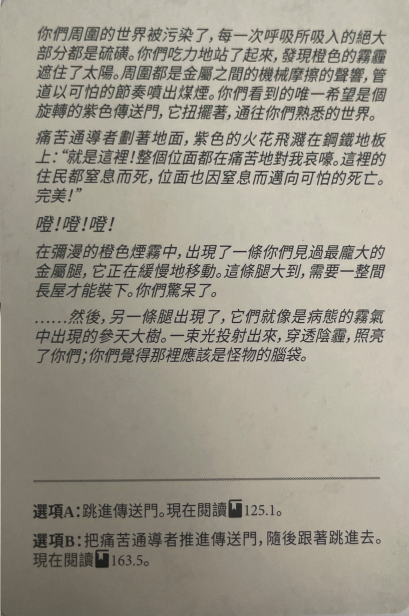 你們周圍的世界被污染了，每一次呼吸所吸入的絕大
部分都是硫磺。你們吃力地站了起來，發現橙色的霧霾
遮住了太陽。周圍都是金屬之間的機械摩擦的聲響，管
道以可怕的節奏噴出煤煙。你們看到的唯一希望是個
旋轉的紫色傳送門，它扭擺著，通往你們熟悉的世界。
痛苦通導者劃著地面，紫色的火花飛濺在鋼鐵地板
上：“就是這裡！整個位面都在痛苦地對我哀嚎。這裡的
住民都窒息而死，位面也因窒息而邁向可怕的死亡。
完美！”
噔！噔！噔！
在彌漫的橙色煙霧中，出現了一條你們見過最龐大的
金屬腿，它正在緩慢地移動。這條腿大到，需要一整間
長屋才能裝下。你們驚呆了。
……然後，另一條腿出現了，它們就像是病態的霧氣
中出現的參天大樹。一束光投射出來，穿透陰霾，照亮
了你們；你們覺得那裡應該是怪物的腦袋。
選項A：跳進傳送門。現在閱讀125.1。
選項B：把痛苦通導者推進傳送門，隨後跟著跳進去。
現在閱讀163.5。